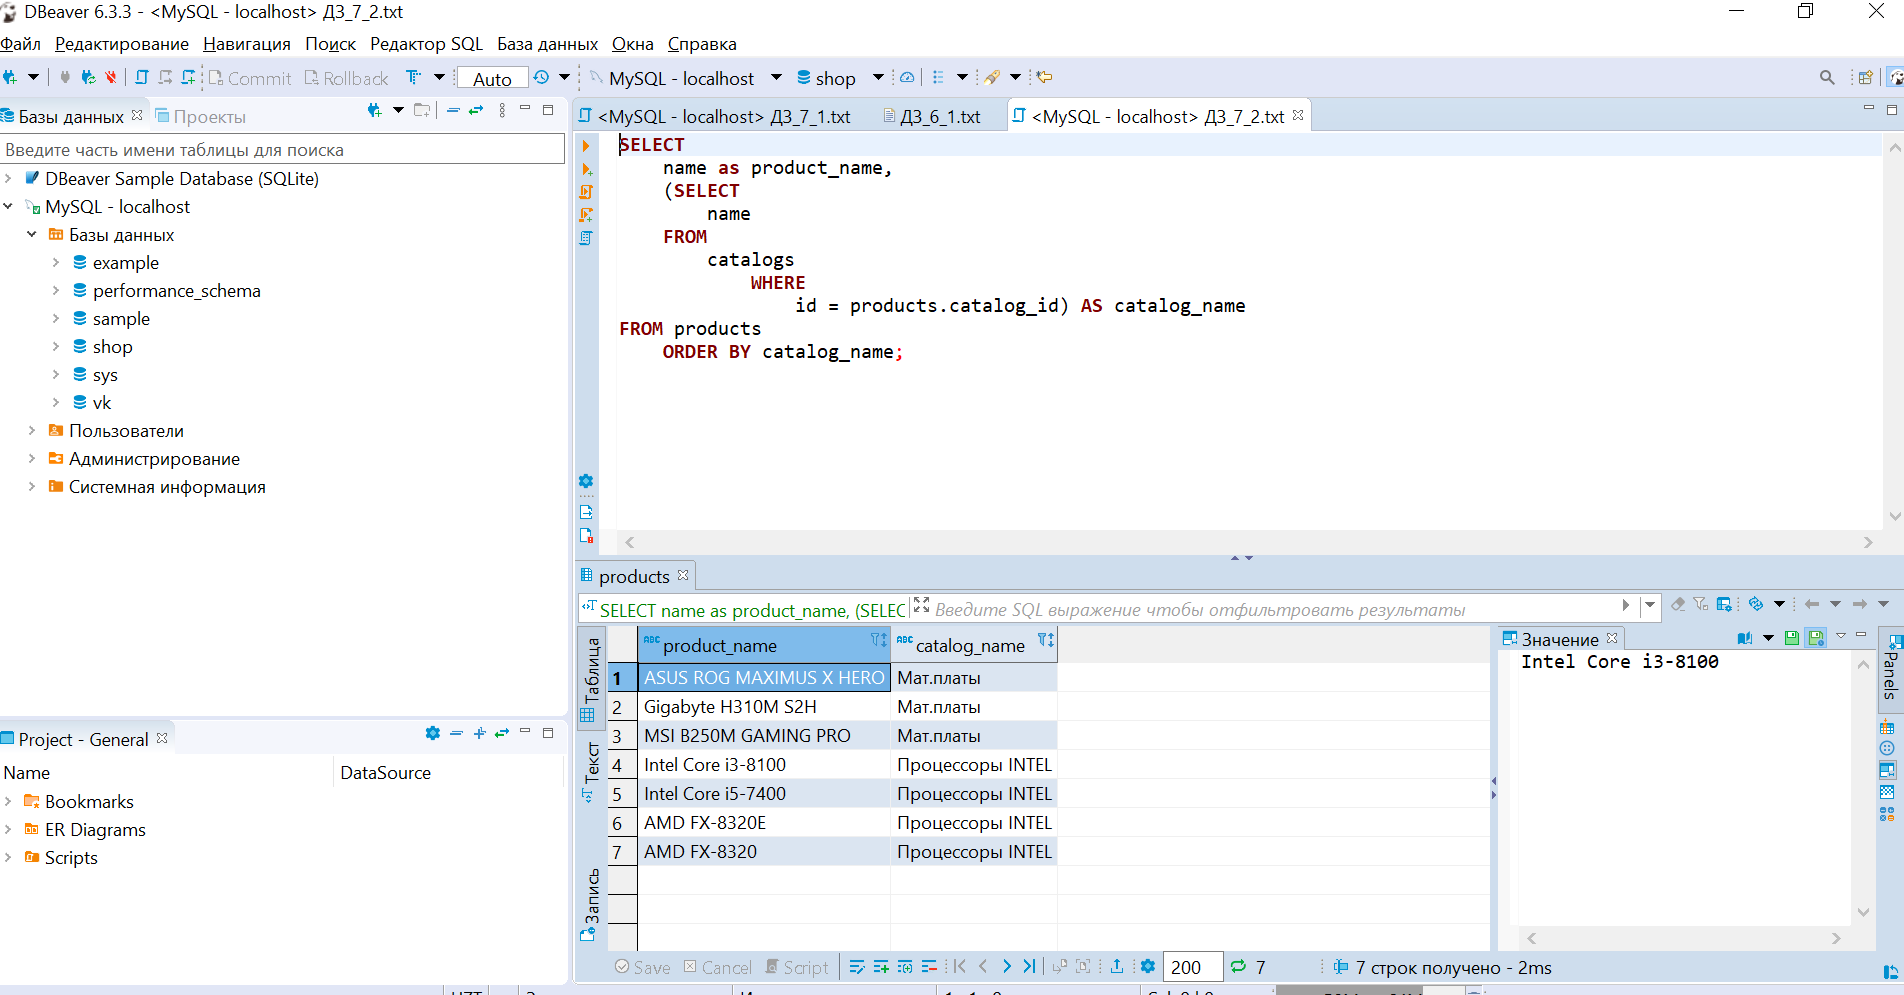 DBeaver 6.3.3 - <MySQL - localhost> ДЗ_7_2.txt
Файл Редактирование Навигация Поиск Редактор SQL База данных Окна Справка
Commit Rollback Auto MySQL - localhost shop
Базы данных Проекты
Введите часть имени таблицы для поиска
DBeaver Sample Database (SQLite)
MySQL - localhost
Базы данных
example
performance_schema
sample
shop
sys
vk
Пользователи
Администрирование
Системная информация
Project - General
Name DataSource
Bookmarks
ER Diagrams
Scripts
<MySQL - localhost> ДЗ_7_1.txt ДЗ_6_1.txt <MySQL - localhost> ДЗ_7_2.txt
SELECT
name as product_name,
(SELECT
name
FROM
catalogs
WHERE
id = products.catalog_id) AS catalog_name
FROM products
ORDER BY catalog_name;
products
SELECT name as product_name, (SELEC Введите SQL выражение чтобы отфильтровать результаты
Таблица
Текст
Запись
ABC product_name ABC catalog_name
1 ASUS ROG MAXIMUS X HERO Мат.платы
2 Gigabyte H310M S2H Мат.платы
3 MSI B250M GAMING PRO Мат.платы
4 Intel Core i3-8100 Процессоры INTEL
5 Intel Core i5-7400 Процессоры INTEL
6 AMD FX-8320E Процессоры INTEL
7 AMD FX-8320 Процессоры INTEL
Значение
Intel Core i3-8100
Panels
Save Cancel Script 200 7 7 строк получено - 2ms